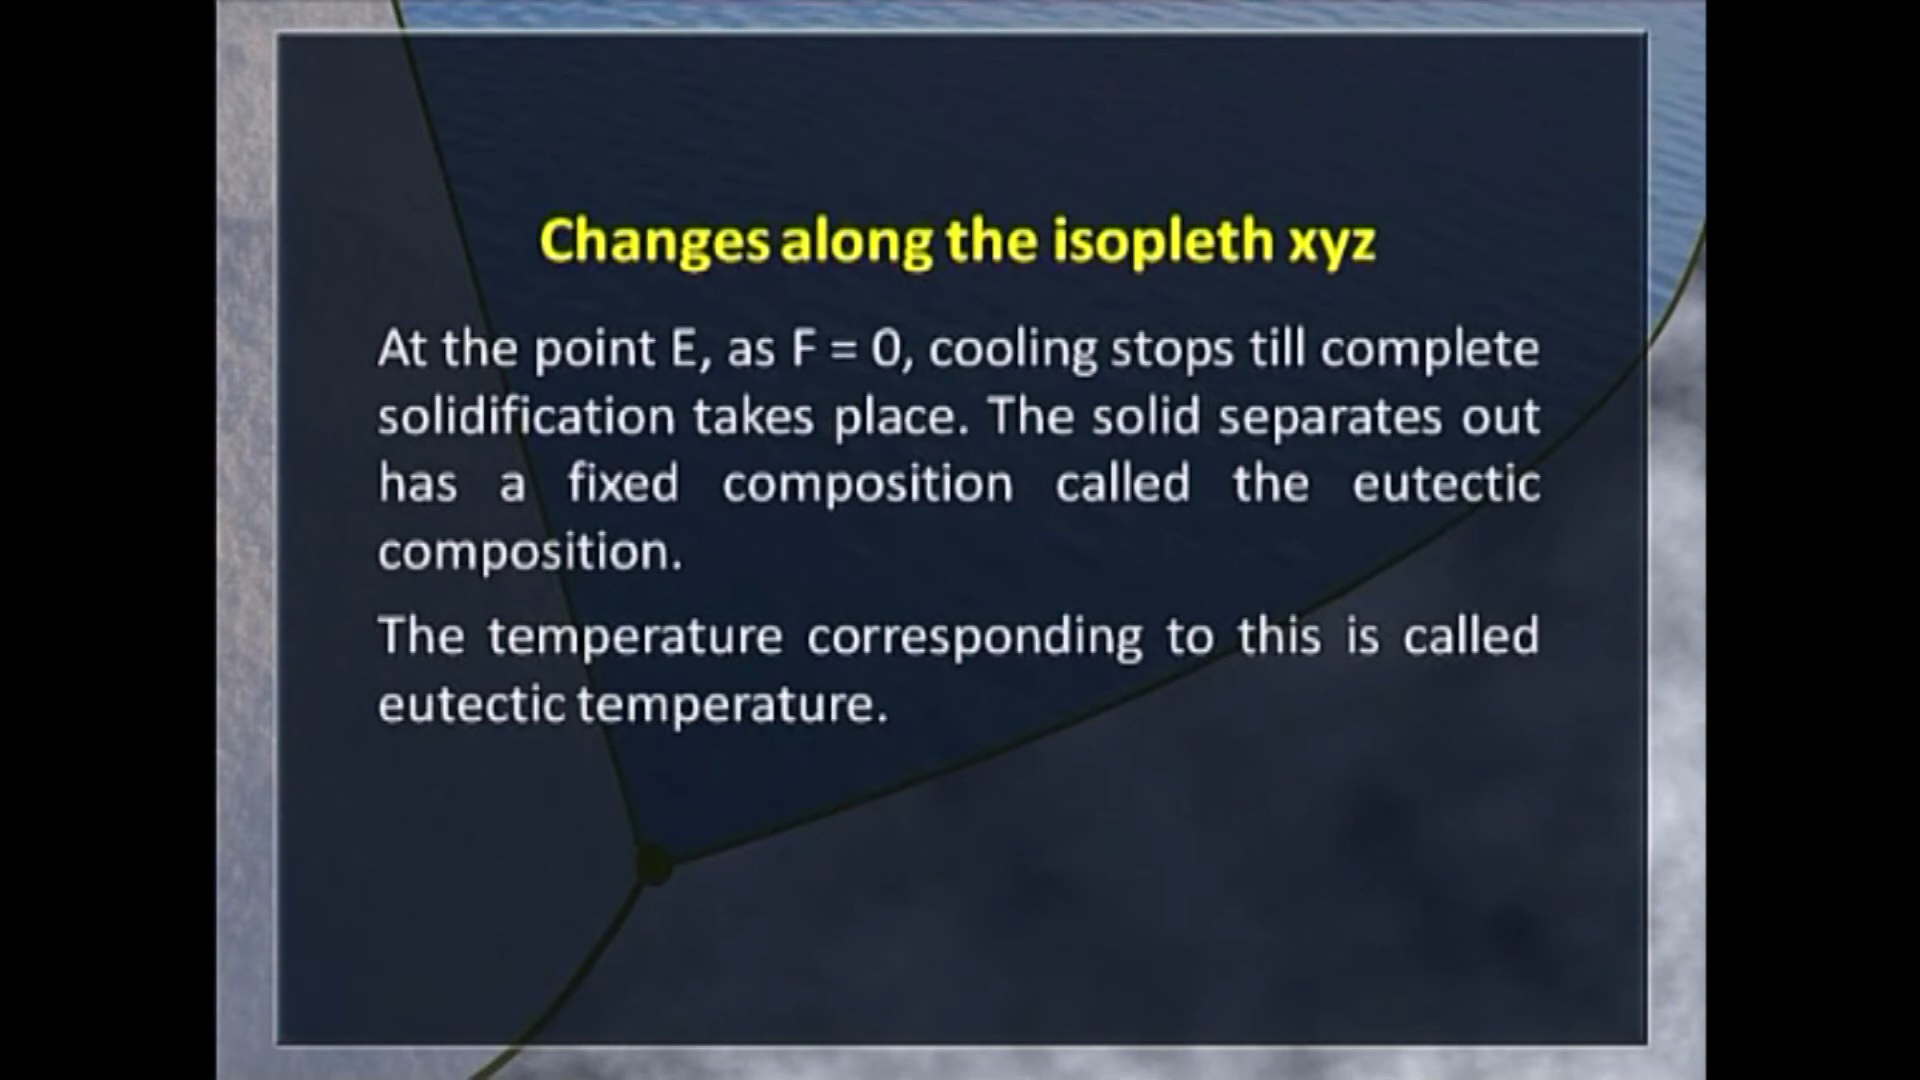 Changes along the isopleth xyz
At the point E, as F = 0, cooling stops till complete
solidification takes place. The solid separates out
has a fixed composition called the eutectic
composition.
The temperature corresponding to this is called
eutectic temperature.